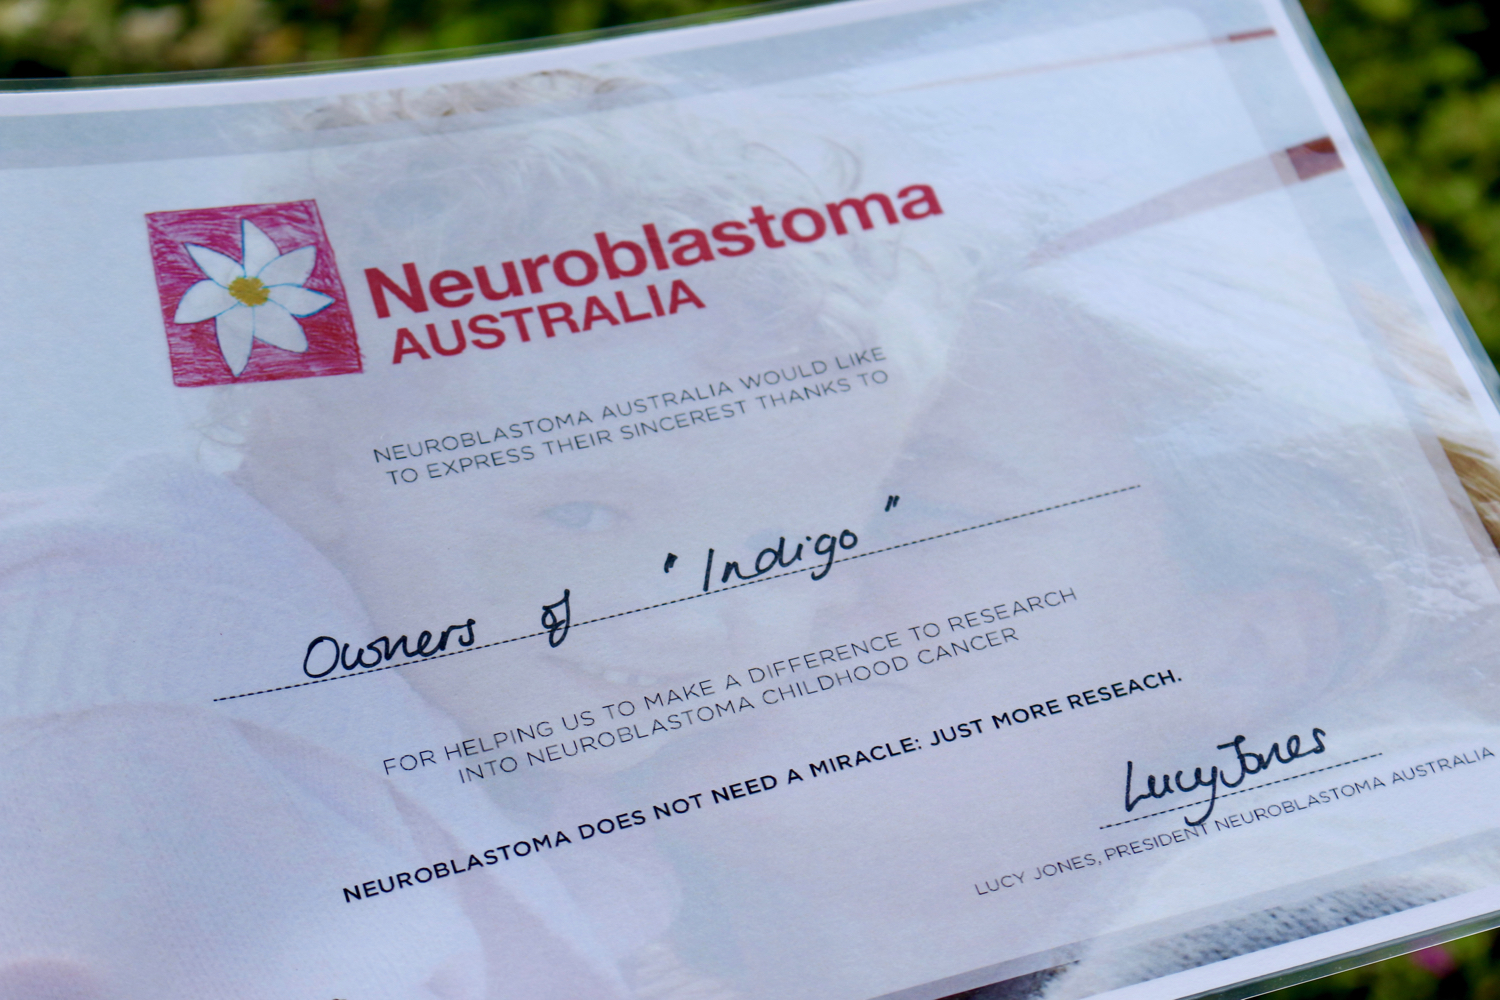 Neuroblastoma
AUSTRALIA
NEUROBLASTOMA AUSTRALIA WOULD LIKE
TO EXPRESS THEIR SINCEREST THANKS TO
Owners of "Indigo"
FOR HELPING US TO MAKE A DIFFERENCE TO RESEARCH
INTO NEUROBLASTOMA CHILDHOOD CANCER
NEUROBLASTOMA DOES NOT NEED A MIRACLE: JUST MORE RESEACH.
Lucy Jones
LUCY JONES, PRESIDENT NEUROBLASTOMA AUSTRALIA